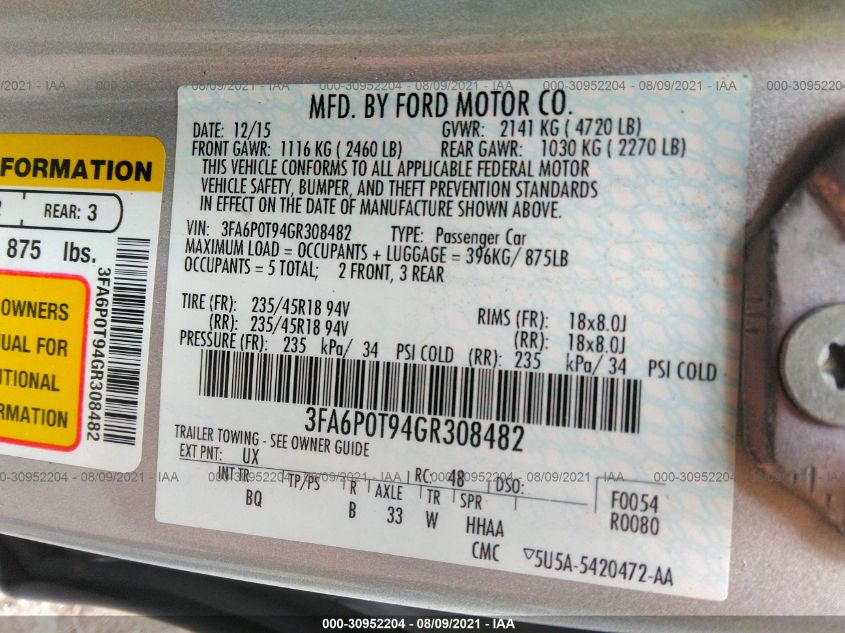 000-30952204 - 08/09/2021 - IAA
MFD. BY FORD MOTOR CO.
DATE: 12/15 GVWR: 2141 KG ( 4720 LB)
FRONT GAWR: 1116 KG ( 2460 LB) REAR GAWR: 1030 KG ( 2270 LB)
THIS VEHICLE CONFORMS TO ALL APPLICABLE FEDERAL MOTOR
VEHICLE SAFETY, BUMPER, AND THEFT PREVENTION STANDARDS
IN EFFECT ON THE DATE OF MANUFACTURE SHOWN ABOVE.
VIN: 3FA6P0T94GR308482 TYPE: Passenger Car
MAXIMUM LOAD = OCCUPANTS + LUGGAGE = 396KG/ 875LB
OCCUPANTS = 5 TOTAL; 2 FRONT, 3 REAR
TIRE (FR): 235/45R18 94V RIMS (FR): 18x8.0J
(RR): 235/45R18 94V (RR): 18x8.0J
PRESSURE (FR): 235 kPa/ 34 PSI COLD (RR): 235 kPa/ 34 PSI COLD
3FA6P0T94GR308482
TRAILER TOWING - SEE OWNER GUIDE
EXT PNT: UX RC: 48 DSO:
INT TR TP/PS R AXLE TR SPR F0054
BQ B 33 W HHAA R0080
CMC ▽5U5A-5420472-AA
FORMATION
REAR: 3
875 lbs.
3FA6P0T94GR308482
OWNERS
UAL FOR
ITIONAL
RMATION
000-30952204 - 08/09/2021 - IAA
000-30952204 - 08/09/2021 - IAA